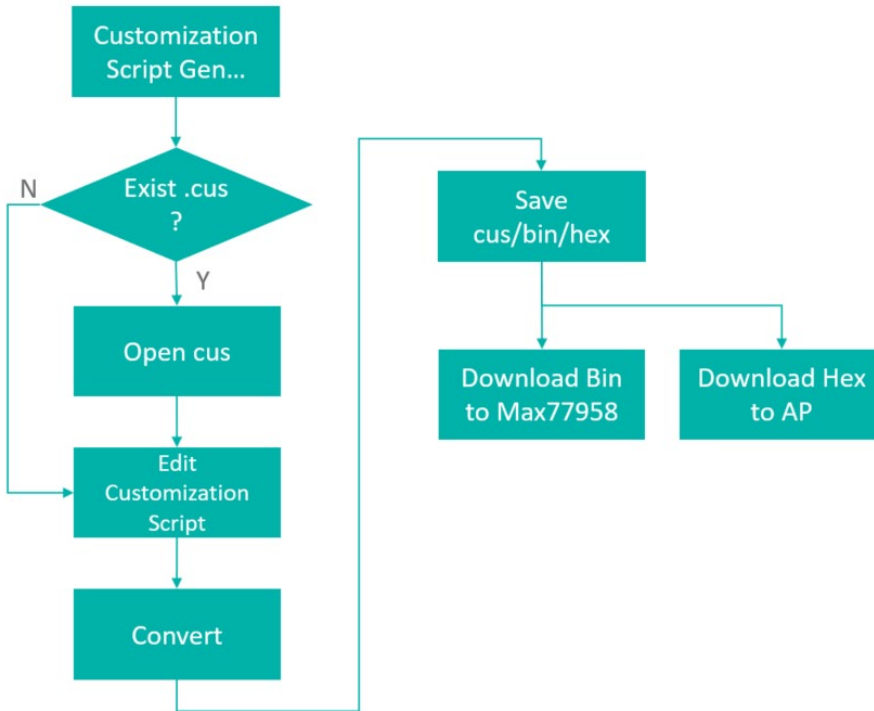 Customization
Script Gen...
Exist .cus
?
N
Y
Open cus
Edit
Customization
Script
Convert
Save
cus/bin/hex
Download Bin
to Max77958
Download Hex
to AP